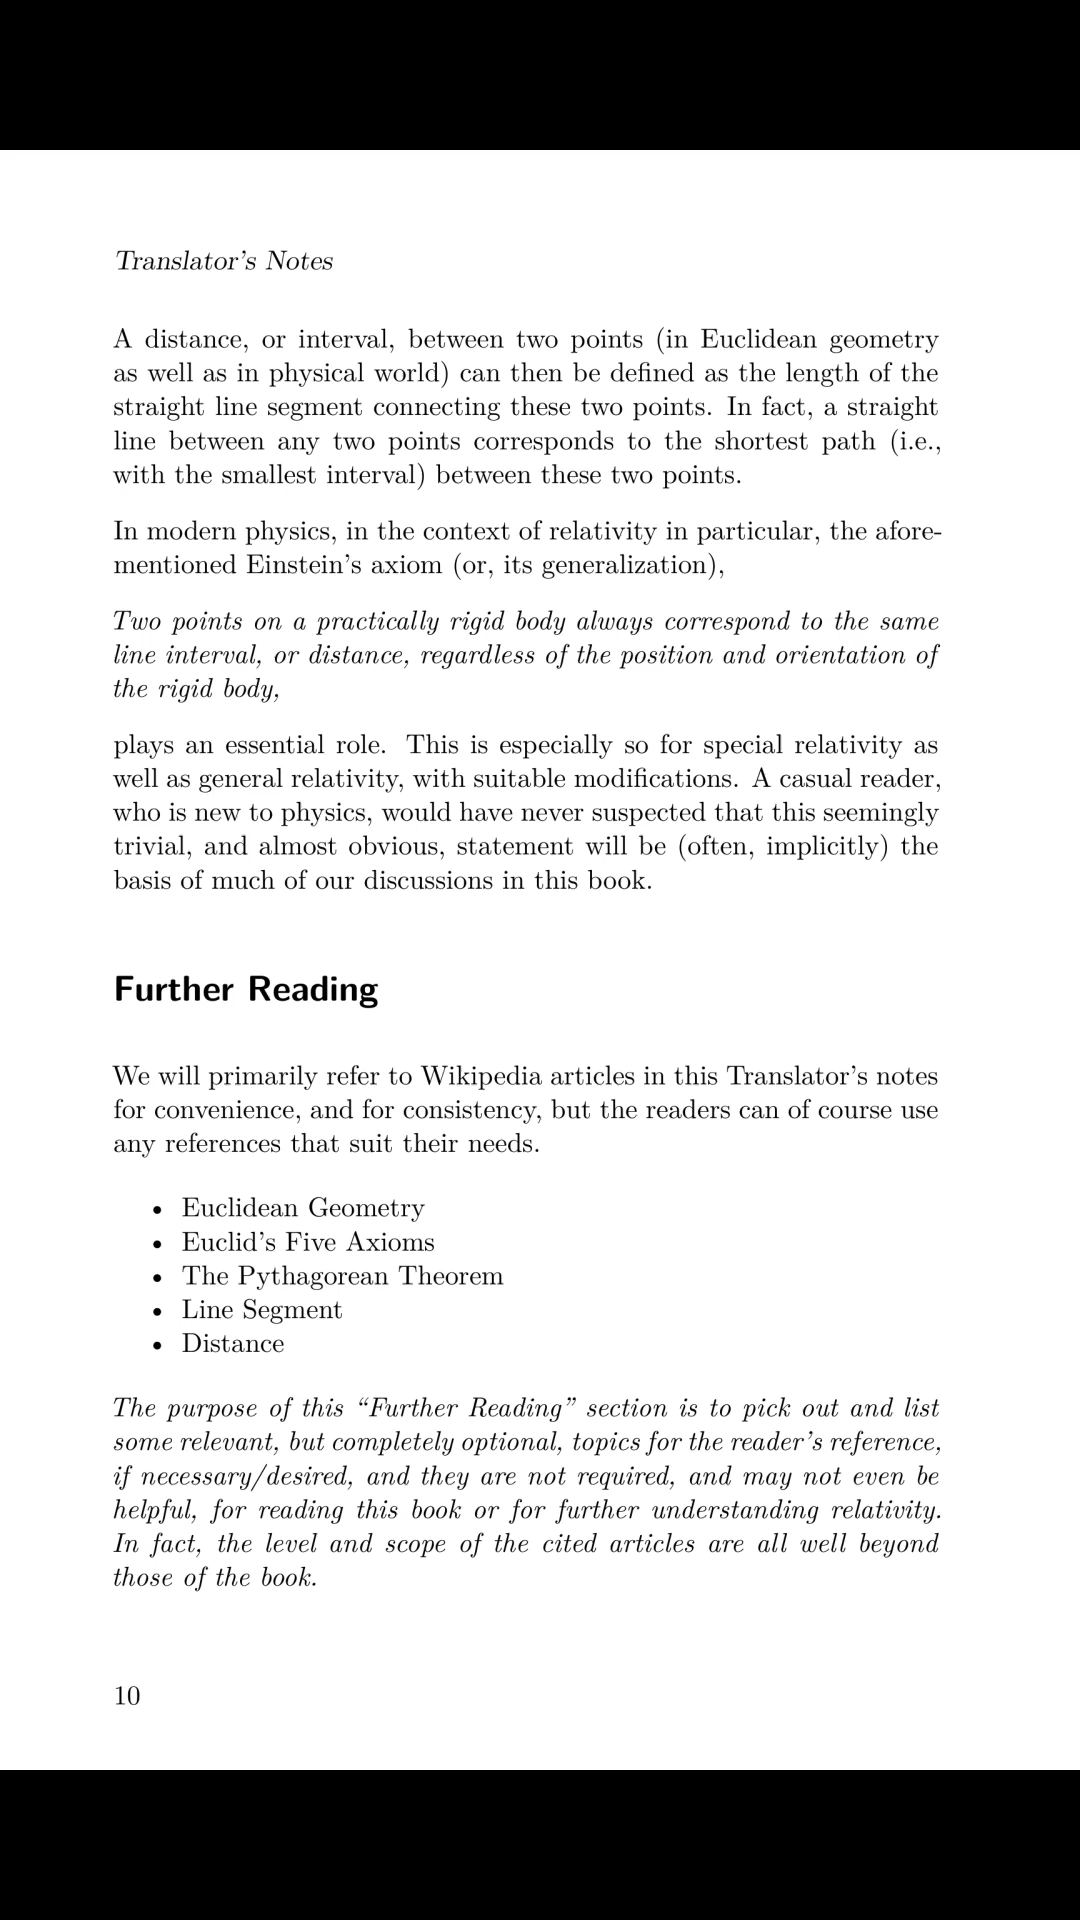 Translator's Notes
A distance, or interval, between two points (in Euclidean geometry
as well as in physical world) can then be defined as the length of the
straight line segment connecting these two points. In fact, a straight
line between any two points corresponds to the shortest path (i.e.,
with the smallest interval) between these two points.
In modern physics, in the context of relativity in particular, the afore-
mentioned Einstein's axiom (or, its generalization),
Two points on a practically rigid body always correspond to the same
line interval, or distance, regardless of the position and orientation of
the rigid body,
plays an essential role. This is especially so for special relativity as
well as general relativity, with suitable modifications. A casual reader,
who is new to physics, would have never suspected that this seemingly
trivial, and almost obvious, statement will be (often, implicitly) the
basis of much of our discussions in this book.
Further Reading
We will primarily refer to Wikipedia articles in this Translator's notes
for convenience, and for consistency, but the readers can of course use
any references that suit their needs.
• Euclidean Geometry
• Euclid's Five Axioms
• The Pythagorean Theorem
• Line Segment
• Distance
The purpose of this “Further Reading” section is to pick out and list
some relevant, but completely optional, topics for the reader's reference,
if necessary/desired, and they are not required, and may not even be
helpful, for reading this book or for further understanding relativity.
In fact, the level and scope of the cited articles are all well beyond
those of the book.
10